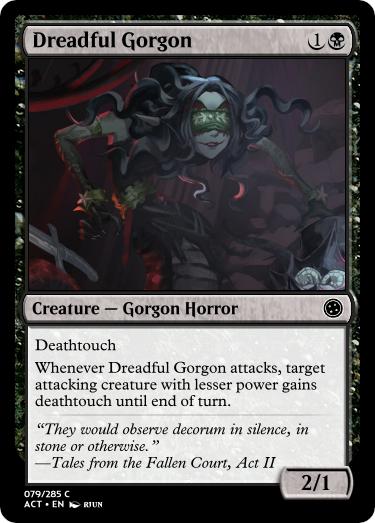 Dreadful Gorgon
1
Creature — Gorgon Horror
Deathtouch
Whenever Dreadful Gorgon attacks, target
attacking creature with lesser power gains
deathtouch until end of turn.
“They would observe decorum in silence, in
stone or otherwise.”
—Tales from the Fallen Court, Act II
2/1
079/285 C
ACT • EN RJUN